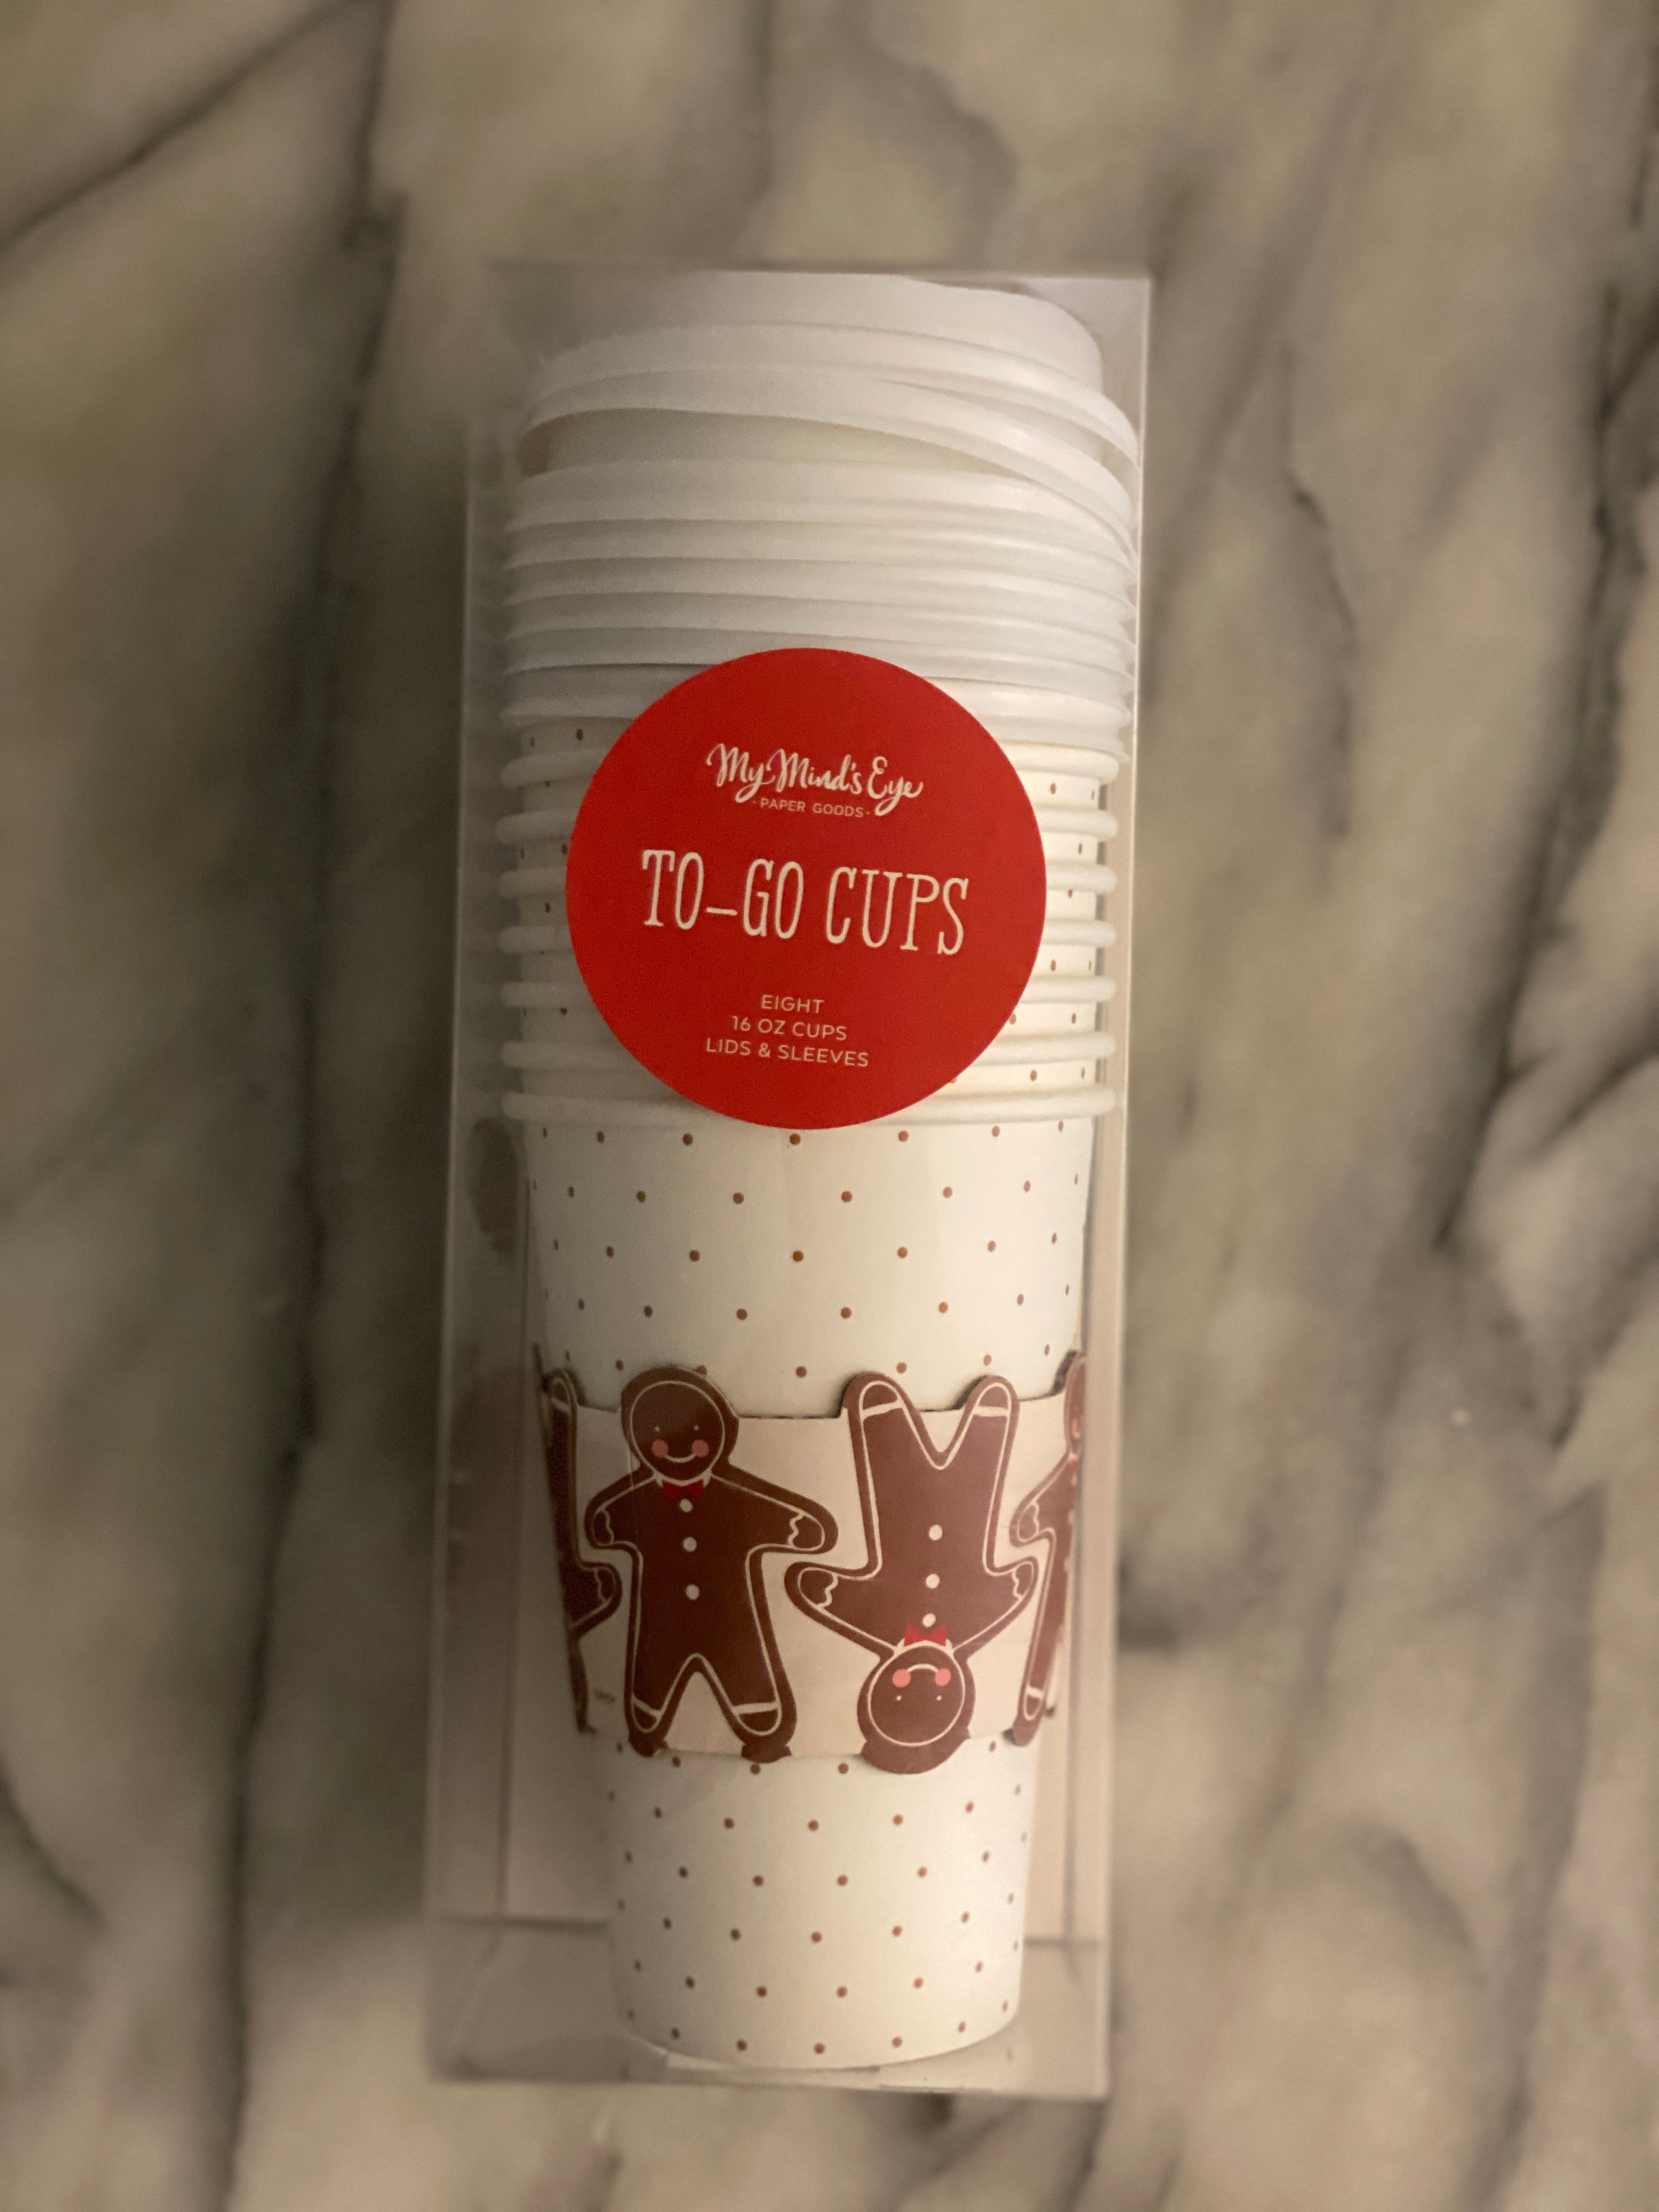 My Mind's Eye
·PAPER GOODS·
TO-GO CUPS
EIGHT
16 OZ CUPS
LIDS & SLEEVES